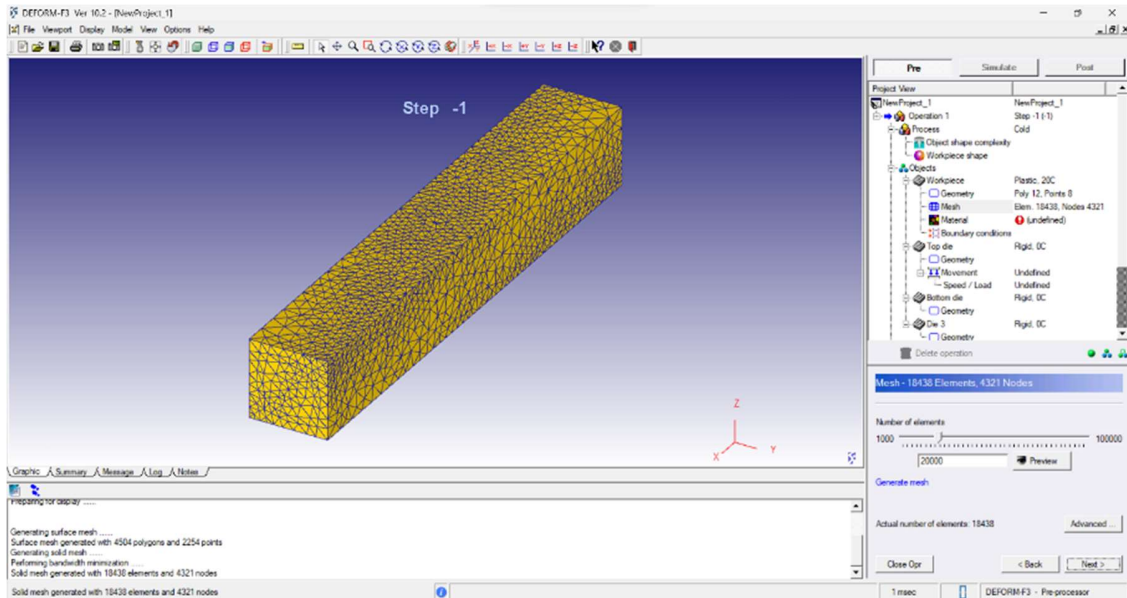 DEFORM-F3 Ver 10.2 - [NewProject_1]
File Viewport Display Model View Options Help
Step -1
Pre Simulate Post
Project View
NewProject_1 NewProject_1
Operation 1 Step -1 (-1)
Process Cold
Object shape complexity
Workpiece shape
Objects
Workpiece Plastic, 20C
Geometry Poly 12, Points 8
Mesh Elem. 18438, Nodes 4321
Material (undefined)
Boundary conditions
Top die Rigid, 0C
Geometry
Movement Undefined
Speed / Load Undefined
Bottom die Rigid, 0C
Geometry
Die 3 Rigid, 0C
Geometry
Delete operation
Mesh - 18438 Elements, 4321 Nodes
Number of elements
1000 100000
20000 Preview
Generate mesh
Actual number of elements: 18438 Advanced ...
Close Opr < Back Next >
Z
X Y
Graphic Summary Message Log Notes
Preparing for display ......
Generating surface mesh ......
Surface mesh generated with 4504 polygons and 2254 points
Generating solid mesh ......
Performing bandwidth minimization ......
Solid mesh generated with 18438 elements and 4321 nodes
Solid mesh generated with 18438 elements and 4321 nodes 1 msec DEFORM-F3 - Pre-processor